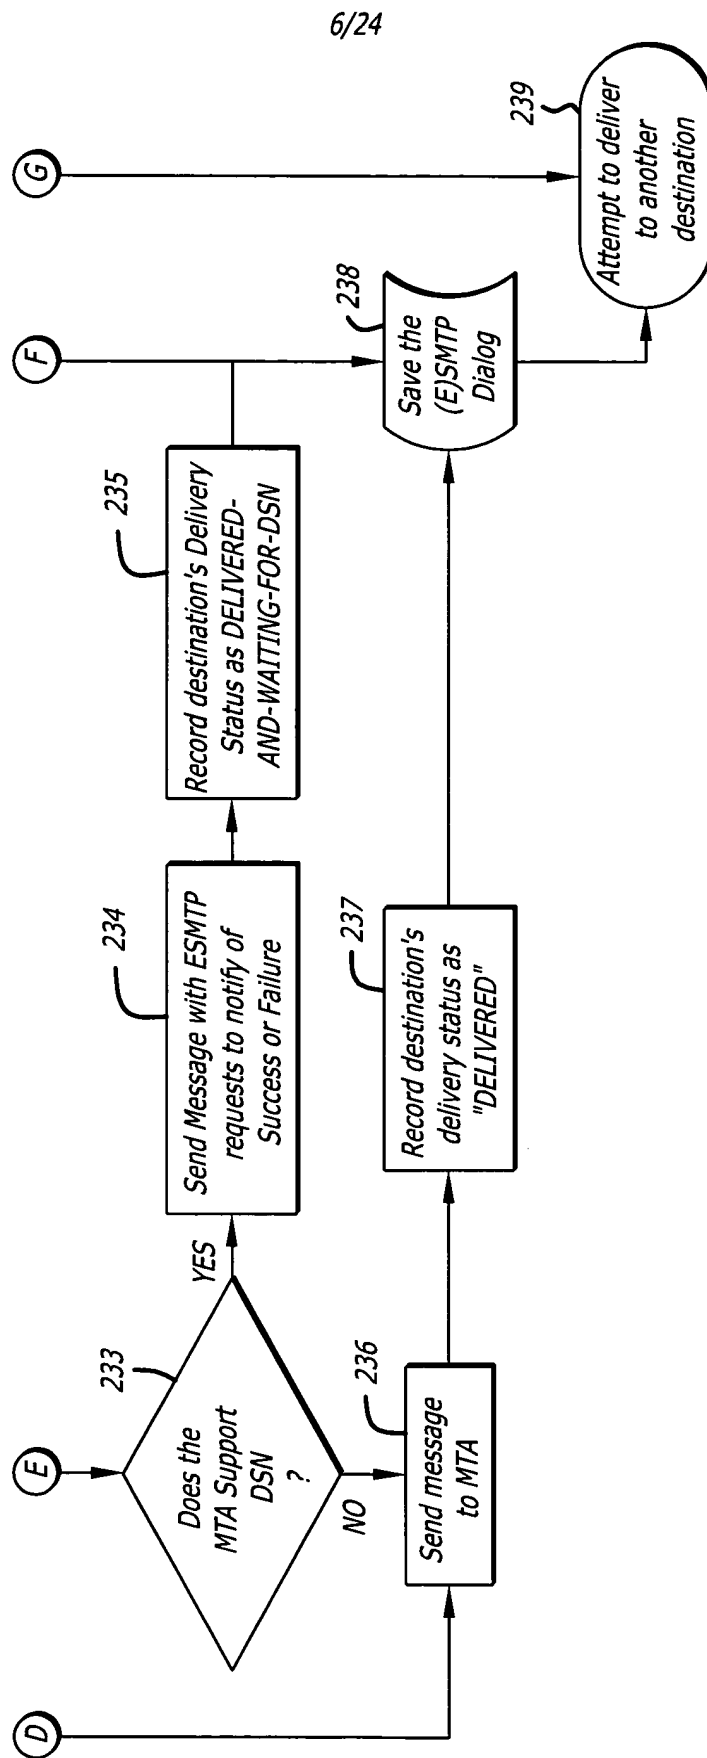 6/24
D
E
F
G
233
Does the
MTA Support
DSN
?
YES
NO
234
Send Message with ESMTP
requests to notify of
Success or Failure
235
Record destination's Delivery
Status as DELIVERED-
AND-WAITING-FOR-DSN
236
Send message
to MTA
237
Record destination's
delivery status as
"DELIVERED"
238
Save the
(E)SMTP
Dialog
239
Attempt to deliver
to another
destination